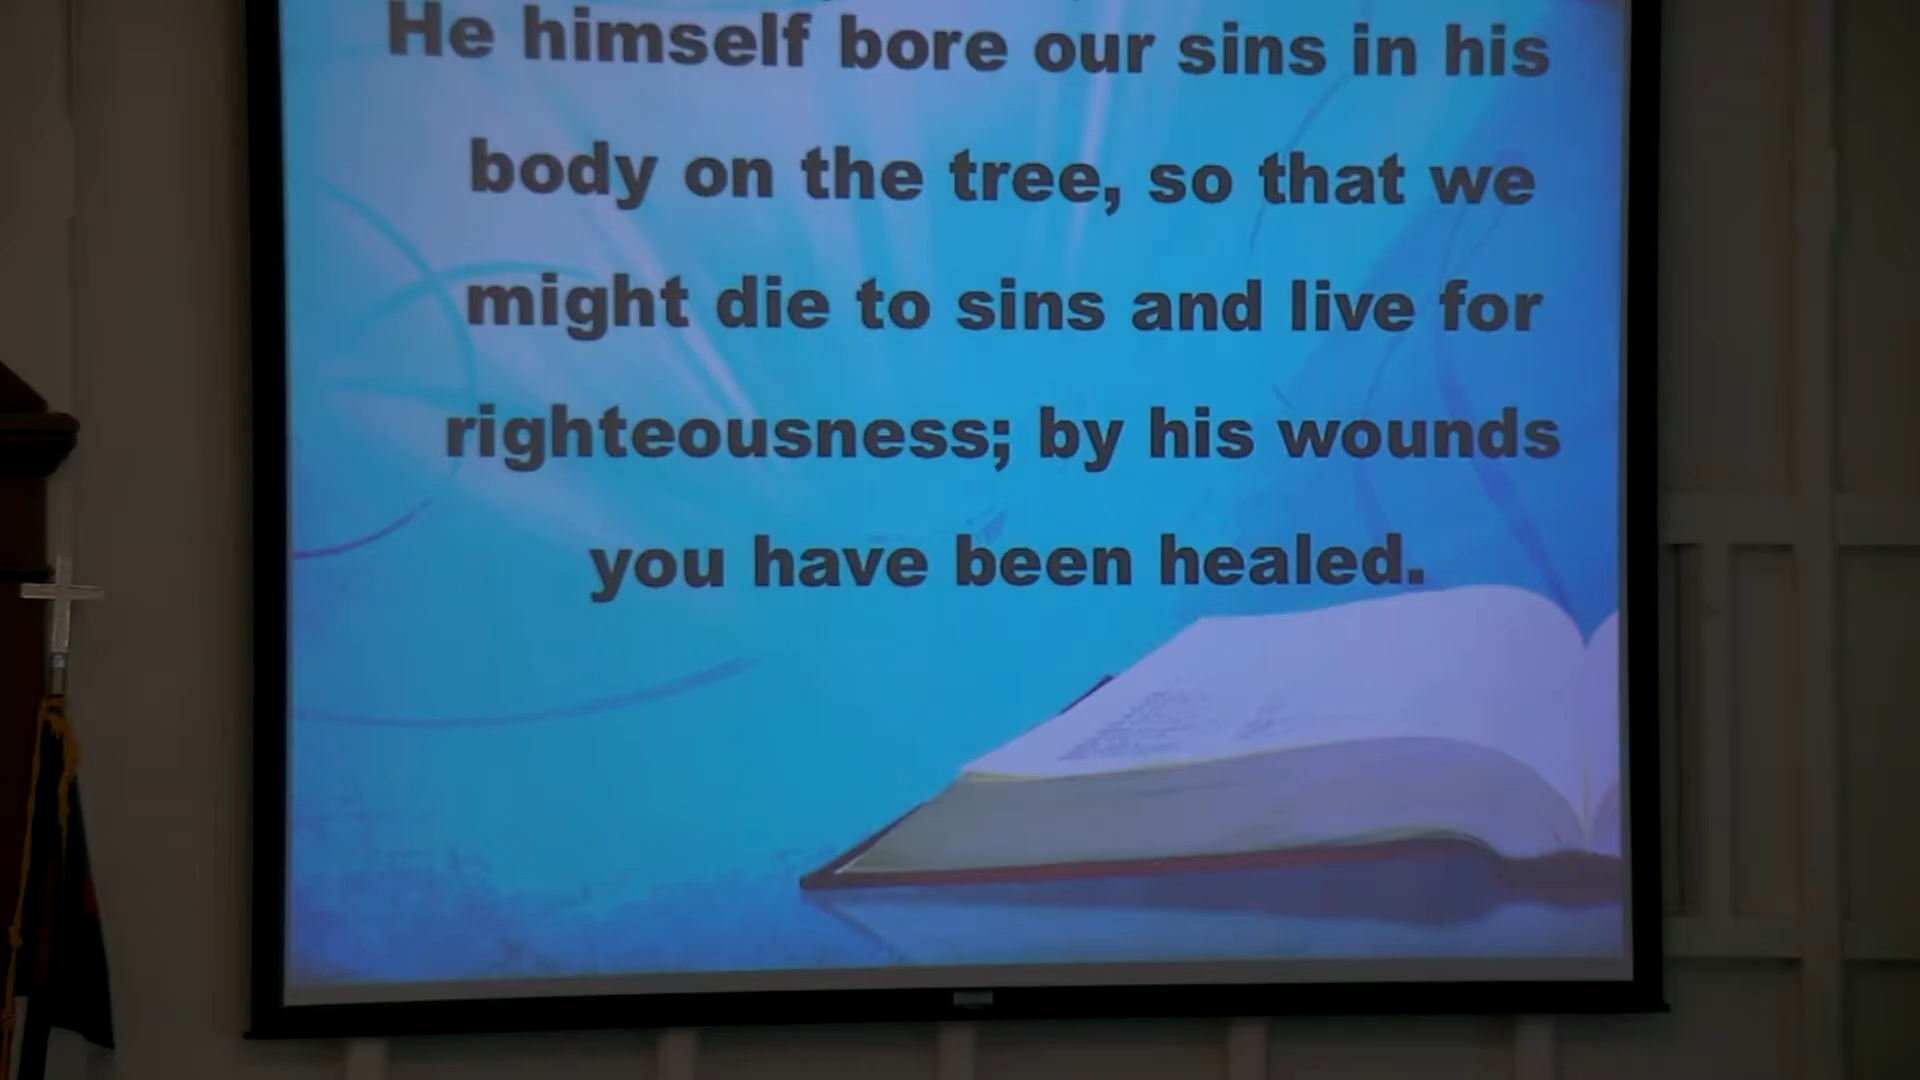 He himself bore our sins in his
body on the tree, so that we
might die to sins and live for
righteousness; by his wounds
you have been healed.